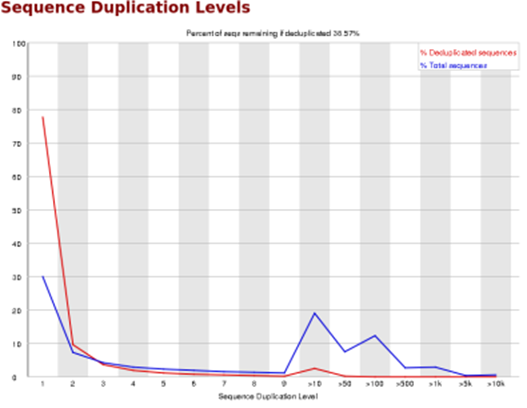 Sequence Duplication Levels
Percent of seqs remaining if deduplicated 38.57%
% Deduplicated sequences
% Total sequences
100
90
80
70
60
50
40
30
20
10
0
1 2 3 4 5 6 7 8 9 >10 >50 >100 >500 >1k >5k >10k
Sequence Duplication Level